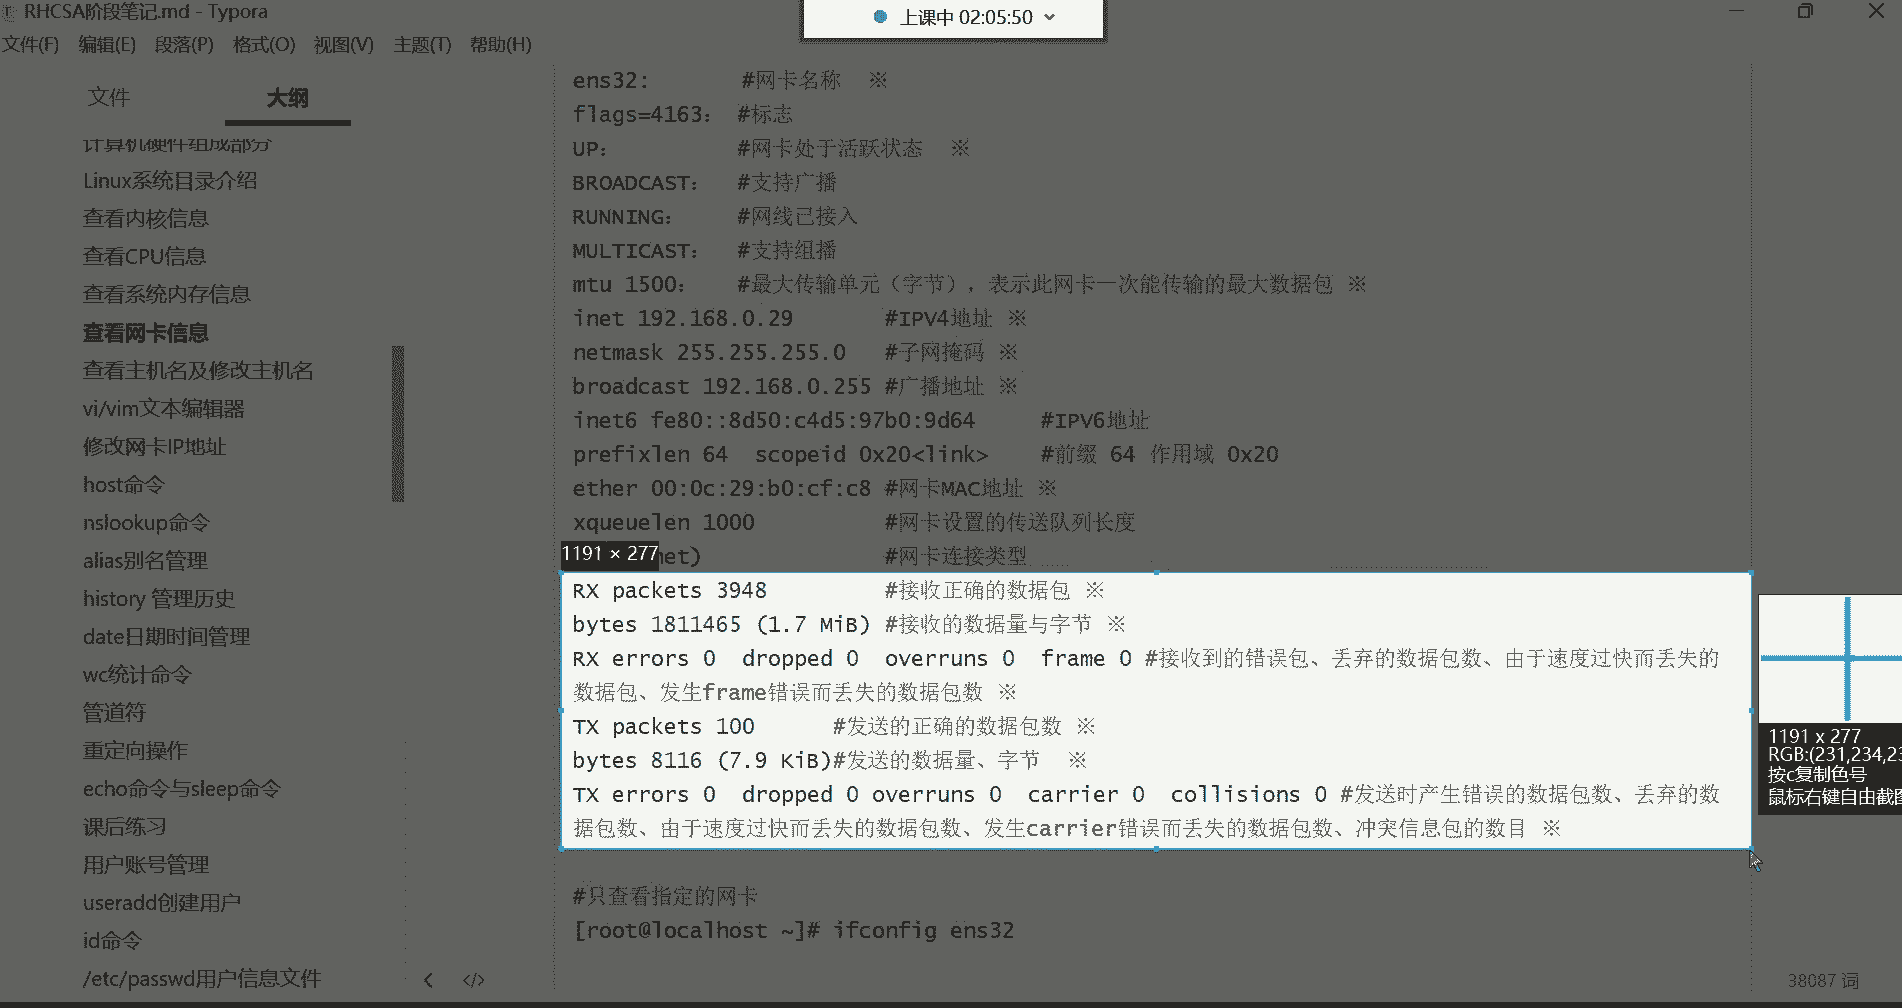 RHCSA阶段笔记.md - Typora
上课中 02:05:50
文件(F) 编辑(E) 段落(P) 格式(O) 视图(V) 主题(T) 帮助(H)
文件 大纲
计算机硬件组成部分
Linux系统目录介绍
查看内核信息
查看CPU信息
查看系统内存信息
查看网卡信息
查看主机名及修改主机名
vi/vim文本编辑器
修改网卡IP地址
host命令
nslookup命令
alias别名管理
history 管理历史
date日期时间管理
wc统计命令
管道符
重定向操作
echo命令与sleep命令
课后练习
用户账号管理
useradd创建用户
id命令
/etc/passwd用户信息文件
ens32: #网卡名称 ※
flags=4163： #标志
UP： #网卡处于活跃状态 ※
BROADCAST： #支持广播
RUNNING： #网线已接入
MULTICAST： #支持组播
mtu 1500： #最大传输单元（字节），表示此网卡一次能传输的最大数据包 ※
inet 192.168.0.29 #IPV4地址 ※
netmask 255.255.255.0 #子网掩码 ※
broadcast 192.168.0.255 #广播地址 ※
inet6 fe80::8d50:c4d5:97b0:9d64 #IPV6地址
prefixlen 64 scopeid 0x20<link> #前缀 64 作用域 0x20
ether 00:0c:29:b0:cf:c8 #网卡MAC地址 ※
xqueuelen 1000 #网卡设置的传送队列长度
1191 × 277
net) #网卡连接类型
RX packets 3948 #接收正确的数据包 ※
bytes 1811465 (1.7 MiB) #接收的数据量与字节 ※
RX errors 0 dropped 0 overruns 0 frame 0 #接收到的错误包、丢弃的数据包数、由于速度过快而丢失的
数据包、发生frame错误而丢失的数据包数 ※
TX packets 100 #发送的正确的数据包数 ※
bytes 8116 (7.9 KiB)#发送的数据量、字节 ※
TX errors 0 dropped 0 overruns 0 carrier 0 collisions 0 #发送时产生错误的数据包数、丢弃的数
据包数、由于速度过快而丢失的数据包数、发生carrier错误而丢失的数据包数、冲突信息包的数目 ※
#只查看指定的网卡
[root@localhost ~]# ifconfig ens32
1191 x 277
RGB:(231,234,23
按c复制色号
鼠标右键自由截图
38087 词